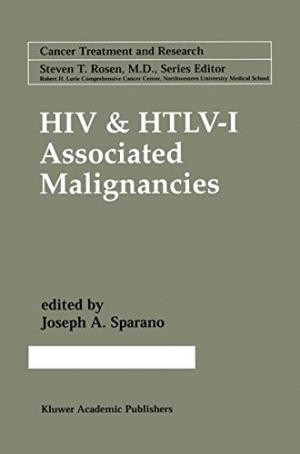 Cancer Treatment and Research
Steven T. Rosen, M.D., Series Editor
Robert H. Lurie Comprehensive Cancer Center, Northwestern University Medical School
HIV & HTLV-I
Associated
Malignancies
edited by
Joseph A. Sparano
Kluwer Academic Publishers